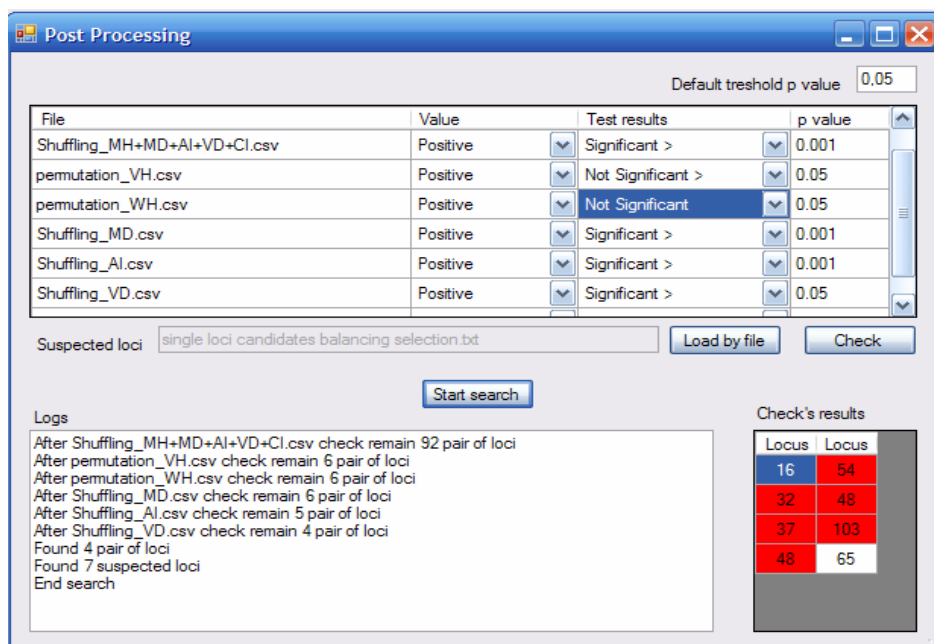 Post Processing
Default treshold p value 0,05
File Value Test results p value
Shuffling_MH+MD+AI+VD+CI.csv Positive Significant > 0.001
permutation_VH.csv Positive Not Significant > 0.05
permutation_WH.csv Positive Not Significant 0.05
Shuffling_MD.csv Positive Significant > 0.001
Shuffling_AI.csv Positive Significant > 0.001
Shuffling_VD.csv Positive Significant > 0.05
Suspected loci single loci candidates balancing selection.txt Load by file Check
Start search
Logs
After Shuffling_MH+MD+AI+VD+CI.csv check remain 92 pair of loci
After permutation_VH.csv check remain 6 pair of loci
After permutation_WH.csv check remain 6 pair of loci
After Shuffling_MD.csv check remain 6 pair of loci
After Shuffling_AI.csv check remain 5 pair of loci
After Shuffling_VD.csv check remain 4 pair of loci
Found 4 pair of loci
Found 7 suspected loci
End search
Check's results
Locus Locus
16 54
32 48
37 103
48 65